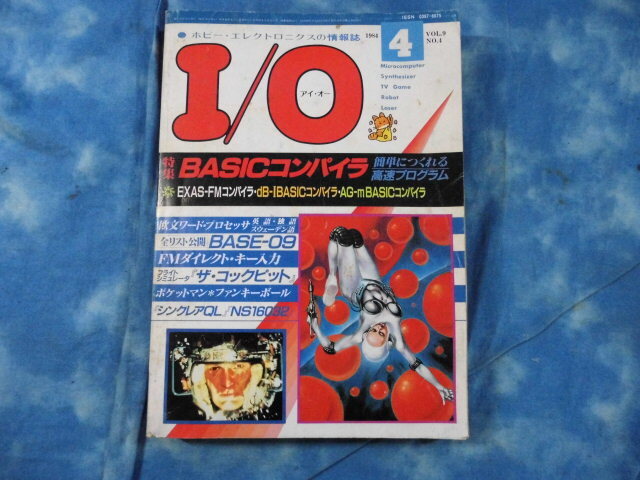 ●ホビー・エレクトロニクスの情報誌
1984
4
VOL.9
NO.4
I/O
アイ・オー
Microcomputer
Synthesizer
TV Game
Robot
Laser
特集 BASICコンパイラ 簡単につくれる
高速プログラム
EXAS-FMコンパイラ・dB-IBASICコンパイラ・AG-mBASICコンパイラ
欧文ワード・プロセッサ 英語・独語
スウェーデン語
全リスト公開 BASE-09
FMダイレクト・キー入力
フライト
シミュレータ『ザ・コックピット』
ポケットマン*ファンキーボール
『シンクレアQL』『NS16032』